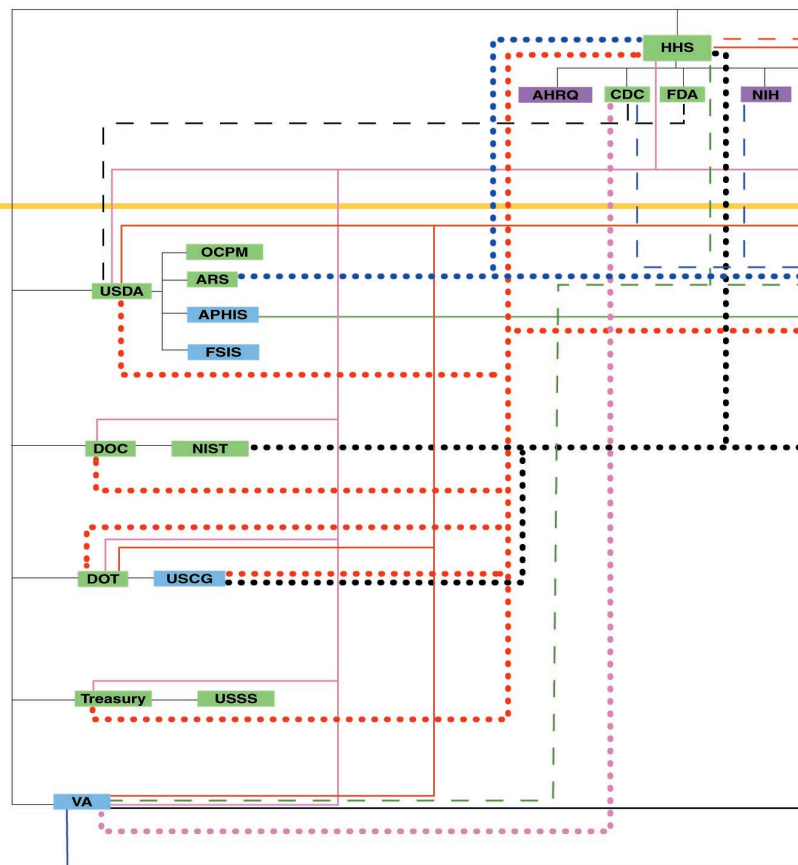 HHS
AHRQ CDC FDA NIH
OCPM
ARS
USDA
APHIS
FSIS
DOC NIST
DOT USCG
Treasury USSS
VA